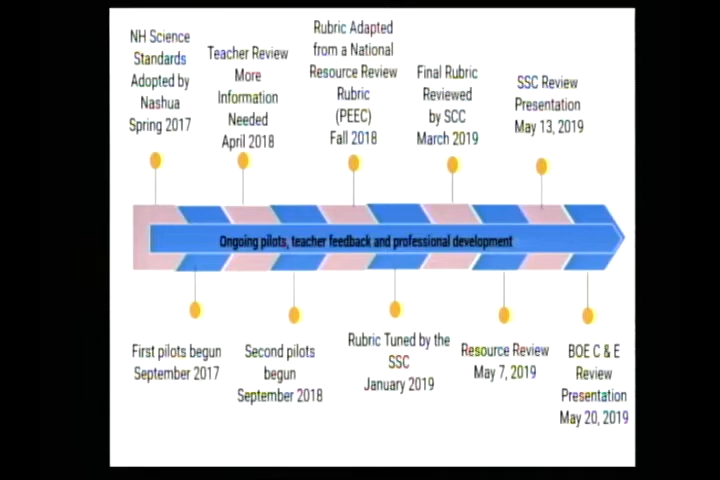 NH Science
Standards
Adopted by
Nashua
Spring 2017
Teacher Review
More
Information
Needed
April 2018
Rubric Adapted
from a National
Resource Review
Rubric
(PEEC)
Fall 2018
Final Rubric
Reviewed
by SCC
March 2019
SSC Review
Presentation
May 13, 2019
Ongoing pilots, teacher feedback and professional development
First pilots begun
September 2017
Second pilots
begun
September 2018
Rubric Tuned by the
SSC
January 2019
Resource Review
May 7, 2019
BOE C & E
Review
Presentation
May 20, 2019